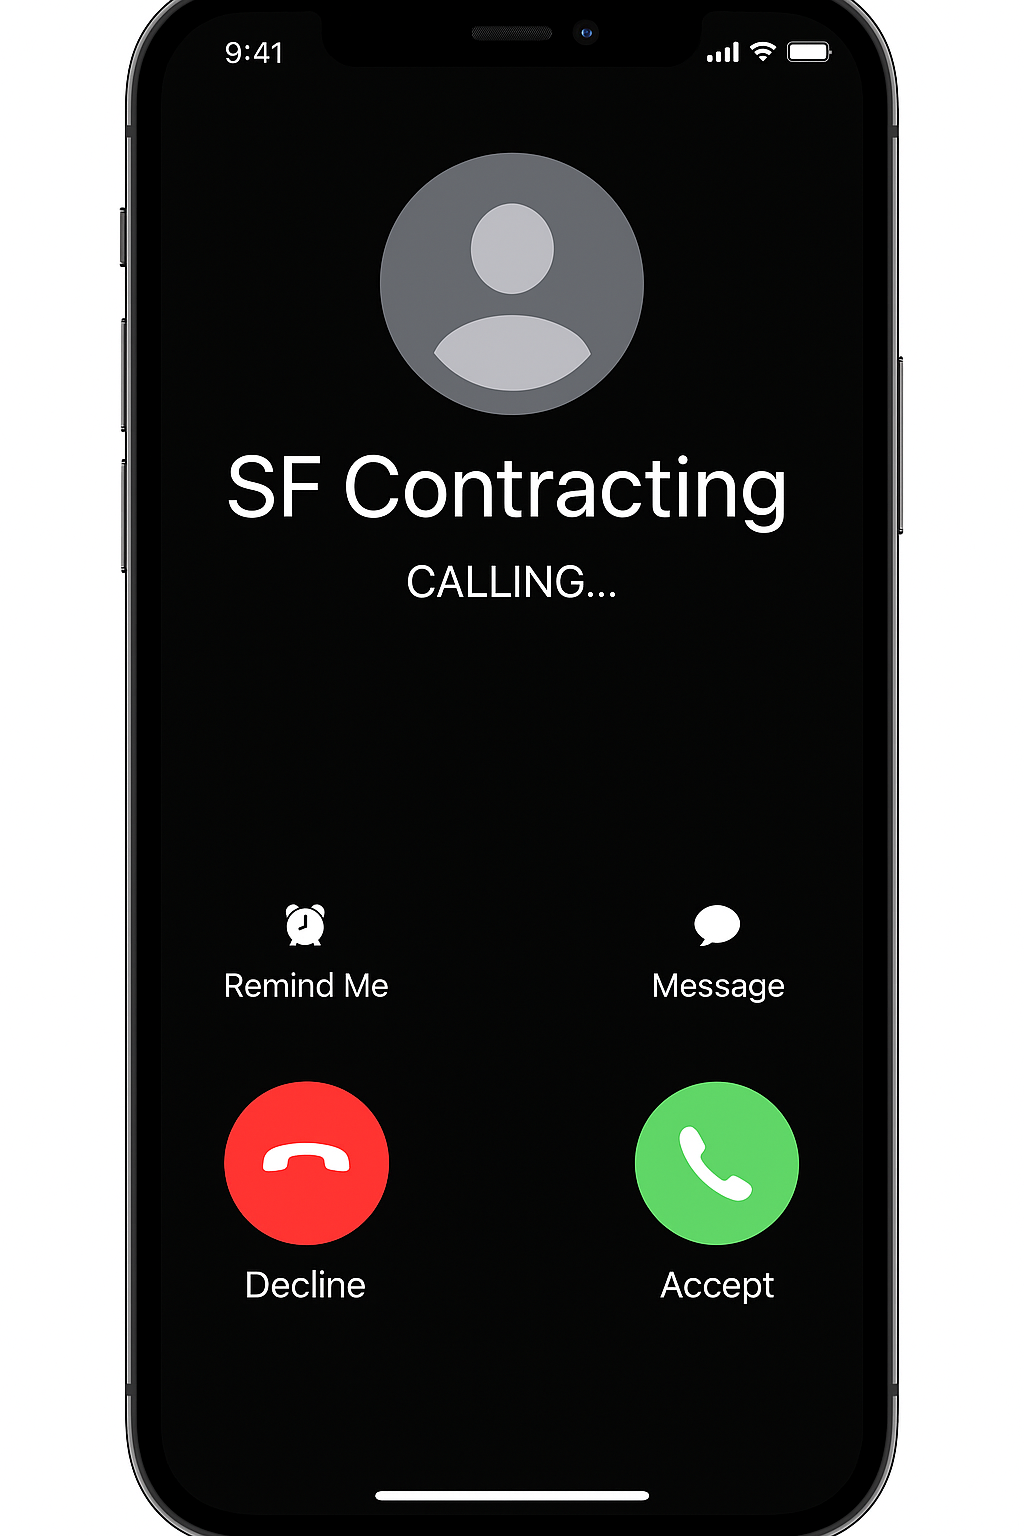 9:41
SF Contracting
CALLING...
Remind Me
Message
Decline
Accept